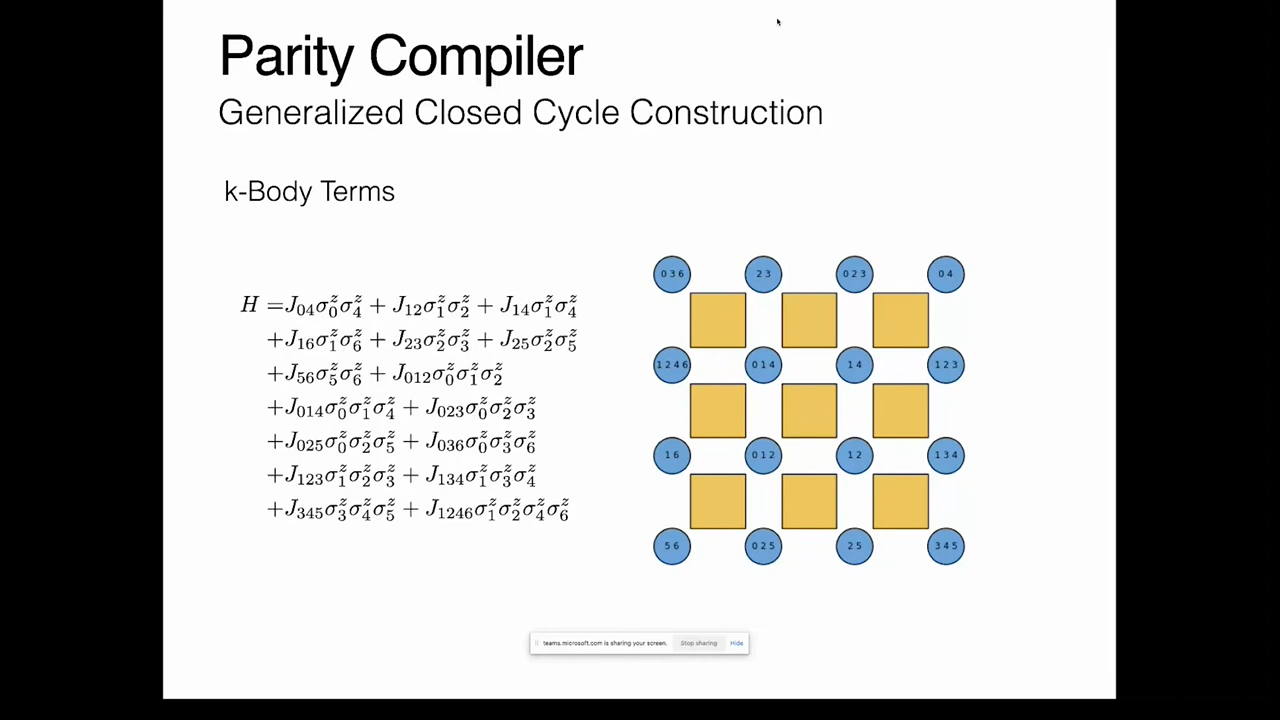 Parity Compiler
Generalized Closed Cycle Construction
k-Body Terms
H =J₀₄σ₀ᶻσ₄ᶻ + J₁₂σ₁ᶻσ₂ᶻ + J₁₄σ₁ᶻσ₄ᶻ
+J₁₆σ₁ᶻσ₆ᶻ + J₂₃σ₂ᶻσ₃ᶻ + J₂₅σ₂ᶻσ₅ᶻ
+J₅₆σ₅ᶻσ₆ᶻ + J₀₁₂σ₀ᶻσ₁ᶻσ₂ᶻ
+J₀₁₄σ₀ᶻσ₁ᶻσ₄ᶻ + J₀₂₃σ₀ᶻσ₂ᶻσ₃ᶻ
+J₀₂₅σ₀ᶻσ₂ᶻσ₅ᶻ + J₀₃₆σ₀ᶻσ₃ᶻσ₆ᶻ
+J₁₂₃σ₁ᶻσ₂ᶻσ₃ᶻ + J₁₃₄σ₁ᶻσ₃ᶻσ₄ᶻ
+J₃₄₅σ₃ᶻσ₄ᶻσ₅ᶻ + J₁₂₄₆σ₁ᶻσ₂ᶻσ₄ᶻσ₆ᶻ
0 3 6 2 3 0 2 3 0 4
1 2 4 6 0 1 4 1 4 1 2 3
1 6 0 1 2 1 2 1 3 4
5 6 0 2 5 2 5 3 4 5
teams.microsoft.com is sharing your screen. Stop sharing Hide